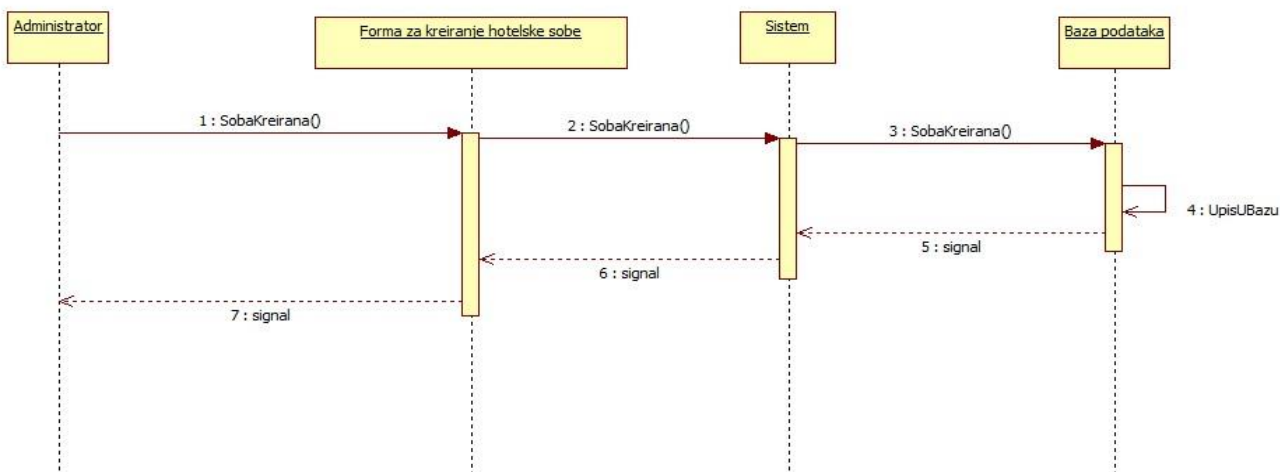 Administrator
Forma za kreiranje hotelske sobe
Sistem
Baza podataka
1 : SobaKreirana()
2 : SobaKreirana()
3 : SobaKreirana()
4 : UpisUBazu
5 : signal
6 : signal
7 : signal